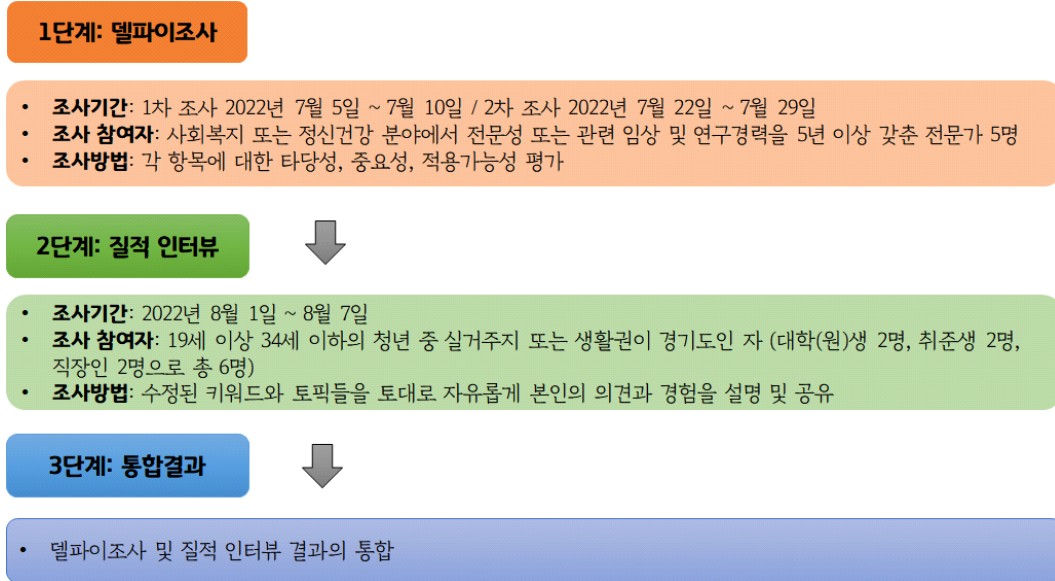 1단계: 델파이조사
• 조사기간: 1차 조사 2022년 7월 5일 ~ 7월 10일 / 2차 조사 2022년 7월 22일 ~ 7월 29일
• 조사 참여자: 사회복지 또는 정신건강 분야에서 전문성 또는 관련 임상 및 연구경력을 5년 이상 갖춘 전문가 5명
• 조사방법: 각 항목에 대한 타당성, 중요성, 적용가능성 평가
2단계: 질적 인터뷰
• 조사기간: 2022년 8월 1일 ~ 8월 7일
• 조사 참여자: 19세 이상 34세 이하의 청년 중 실거주지 또는 생활권이 경기도인 자 (대학(원)생 2명, 취준생 2명,
직장인 2명으로 총 6명)
• 조사방법: 수정된 키워드와 토픽들을 토대로 자유롭게 본인의 의견과 경험을 설명 및 공유
3단계: 통합결과
• 델파이조사 및 질적 인터뷰 결과의 통합